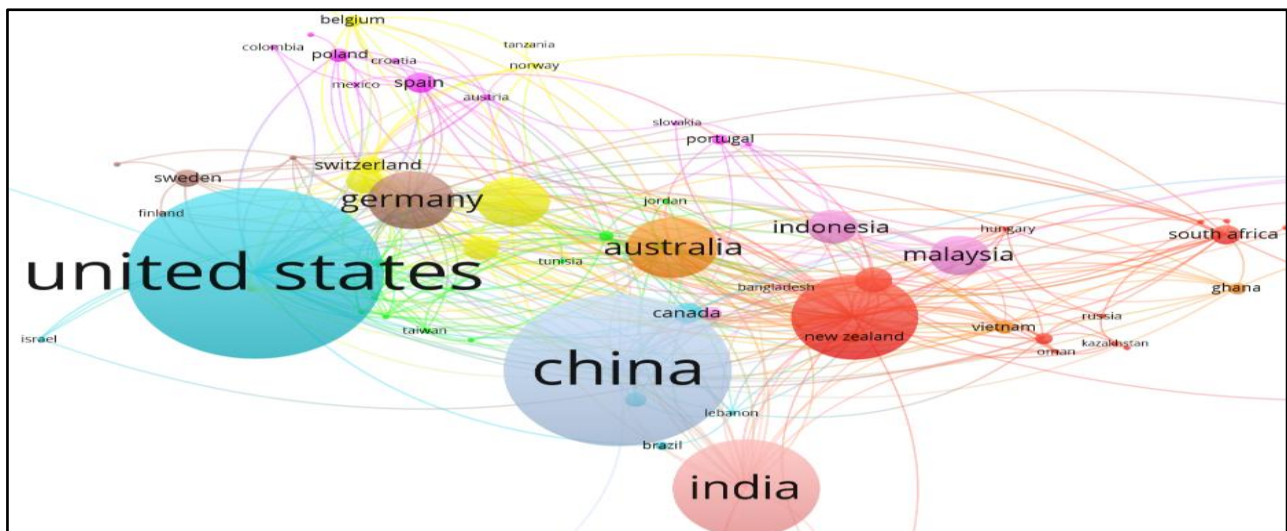 belgium
tanzania
colombia
poland
croatia
norway
mexico
spain
austria
slovakia
portugal
switzerland
sweden
germany
jordan
finland
indonesia
hungary
south africa
australia
malaysia
united states
tunisia
bangladesh
ghana
canada
russia
taiwan
new zealand
vietnam
israel
oman
kazakhstan
china
lebanon
brazil
india